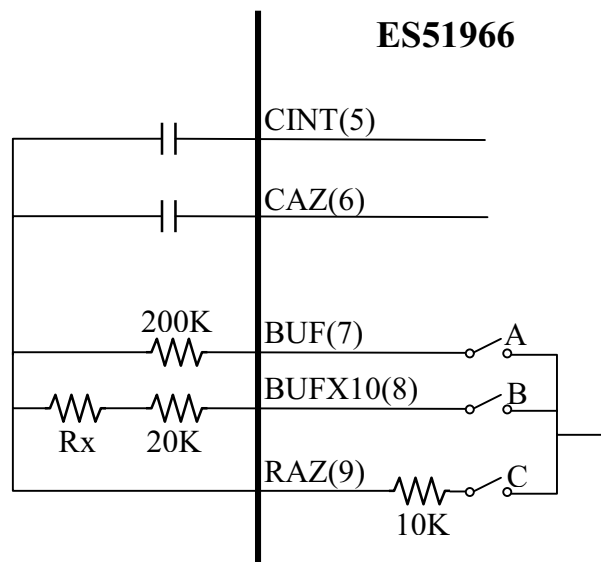 ES51966
CINT(5)
CAZ(6)
200K
BUF(7)
A
BUFX10(8)
B
Rx
20K
RAZ(9)
C
10K